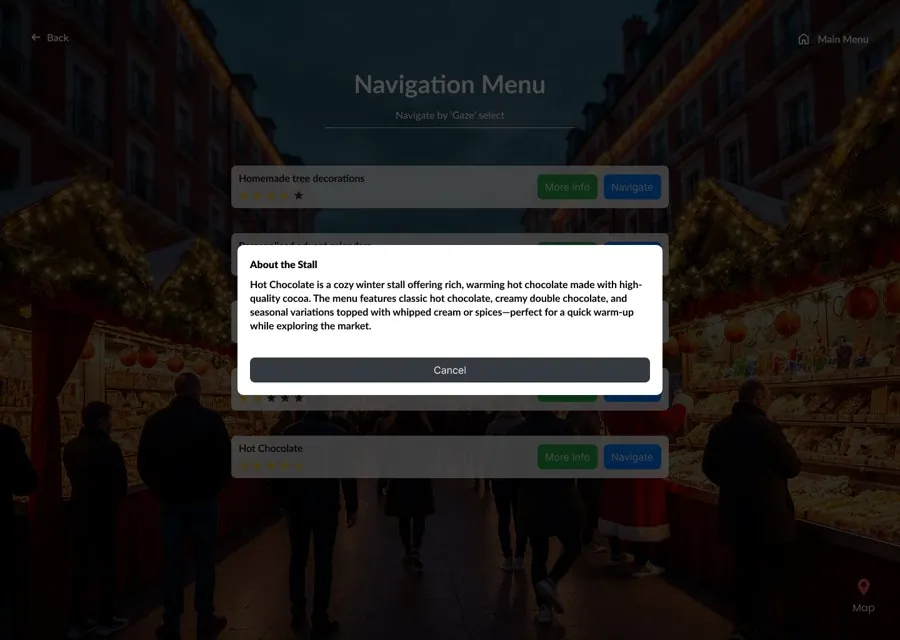 Back
Main Menu
Navigation Menu
Navigate by 'Gaze' select
Homemade tree decorations
More Info
Navigate
About the Stall
Hot Chocolate is a cozy winter stall offering rich, warming hot chocolate made with high-
quality cocoa. The menu features classic hot chocolate, creamy double chocolate, and
seasonal variations topped with whipped cream or spices—perfect for a quick warm-up
while exploring the market.
Cancel
Hot Chocolate
More Info
Navigate
Map